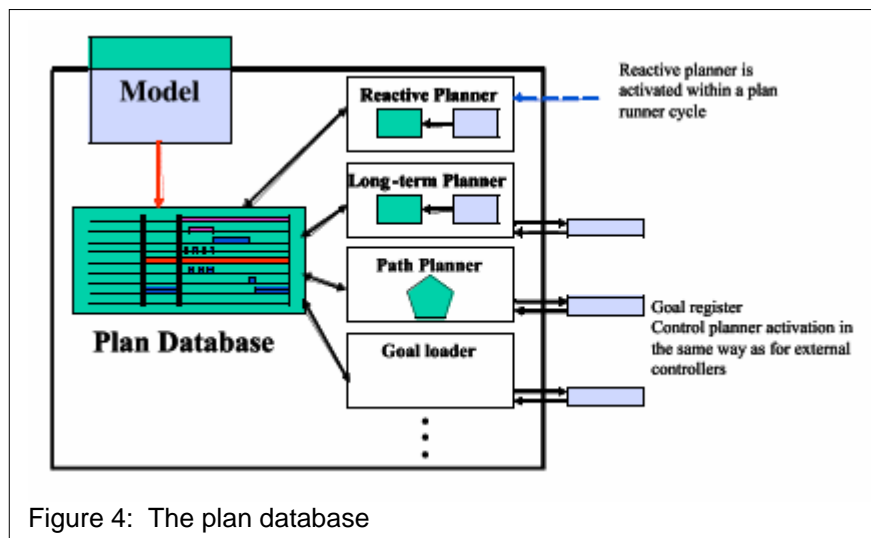 Model
Reactive Planner
Reactive planner is
activated within a plan
runner cycle
Long-term Planner
Path Planner
Plan Database
Goal loader
Goal register
Control planner activation in
the same way as for external
controllers
Figure 4: The plan database